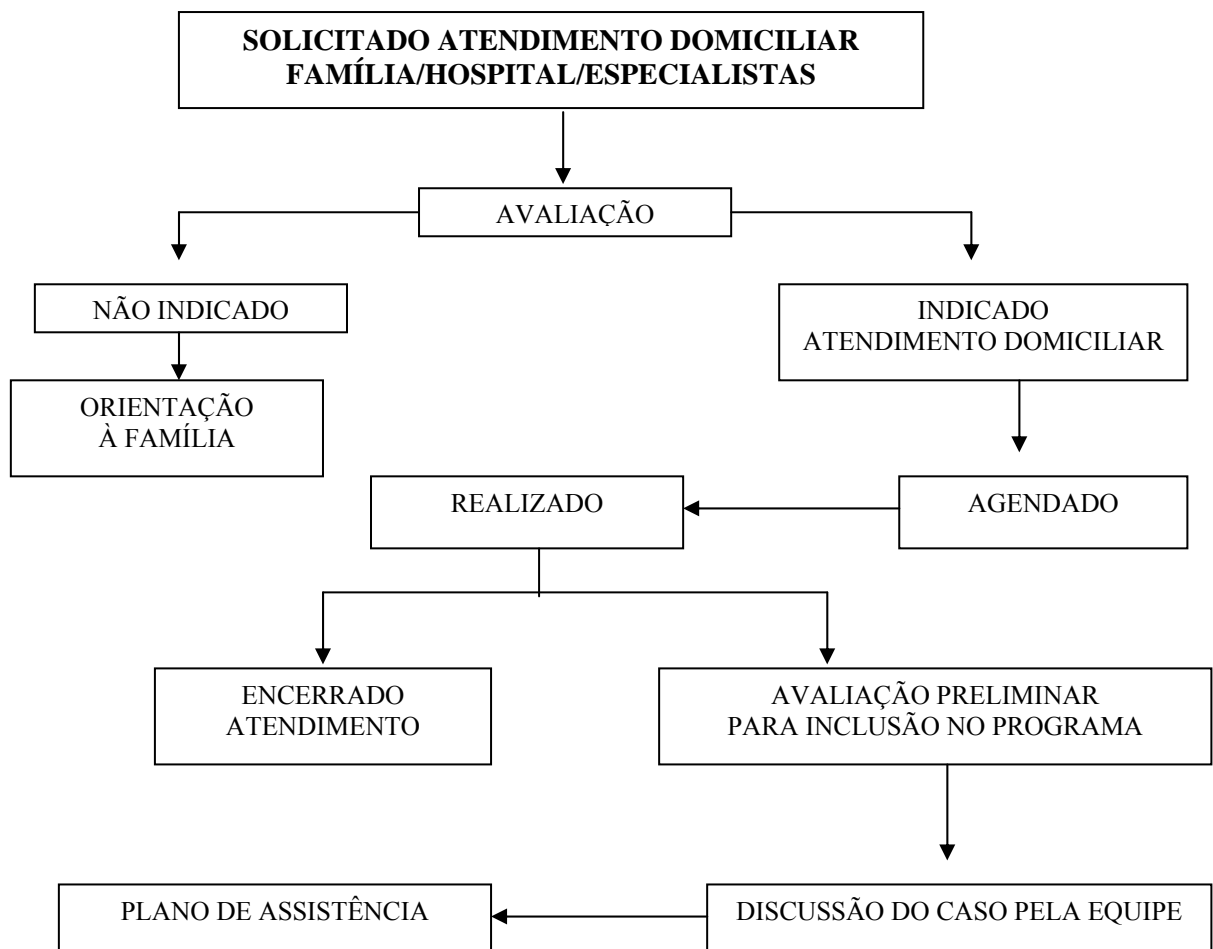 SOLICITADO ATENDIMENTO DOMICILIAR
FAMÍLIA/HOSPITAL/ESPECIALISTAS
AVALIAÇÃO
NÃO INDICADO
INDICADO
ATENDIMENTO DOMICILIAR
ORIENTAÇÃO
À FAMÍLIA
REALIZADO
AGENDADO
ENCERRADO
ATENDIMENTO
AVALIAÇÃO PRELIMINAR
PARA INCLUSÃO NO PROGRAMA
PLANO DE ASSISTÊNCIA
DISCUSSÃO DO CASO PELA EQUIPE